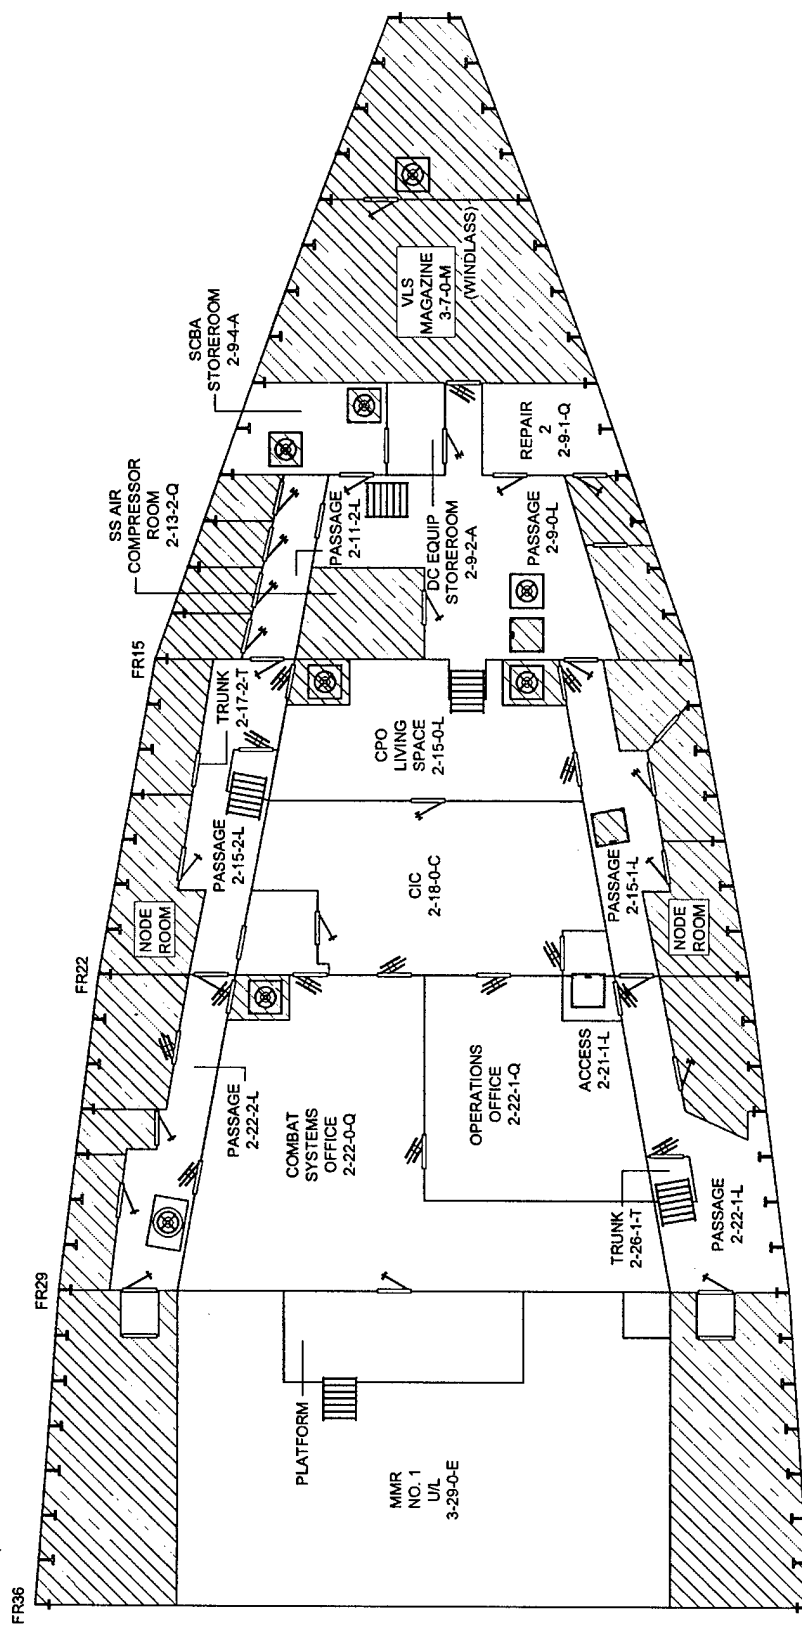 FR36
FR29
FR22
FR15
SS AIR
COMPRESSOR
ROOM
2-13-2-Q
SCBA
STOREROOM
2-9-4-A
VLS
MAGAZINE
3-7-0-M
(WINDLASS)
REPAIR
2
2-9-1-Q
DC EQUIP
STOREROOM
2-9-2-A
PASSAGE
2-11-2-L
PASSAGE
2-9-0-L
TRUNK
2-17-2-T
CPO
LIVING
SPACE
2-15-0-L
PASSAGE
2-15-2-L
PASSAGE
2-15-1-L
CIC
2-18-0-C
NODE
ROOM
NODE
ROOM
ACCESS
2-21-1-L
OPERATIONS
OFFICE
2-22-1-Q
COMBAT
SYSTEMS
OFFICE
2-22-0-Q
PASSAGE
2-22-2-L
TRUNK
2-26-1-T
PASSAGE
2-22-1-L
PLATFORM
MMR
NO. 1
U/L
3-29-0-E